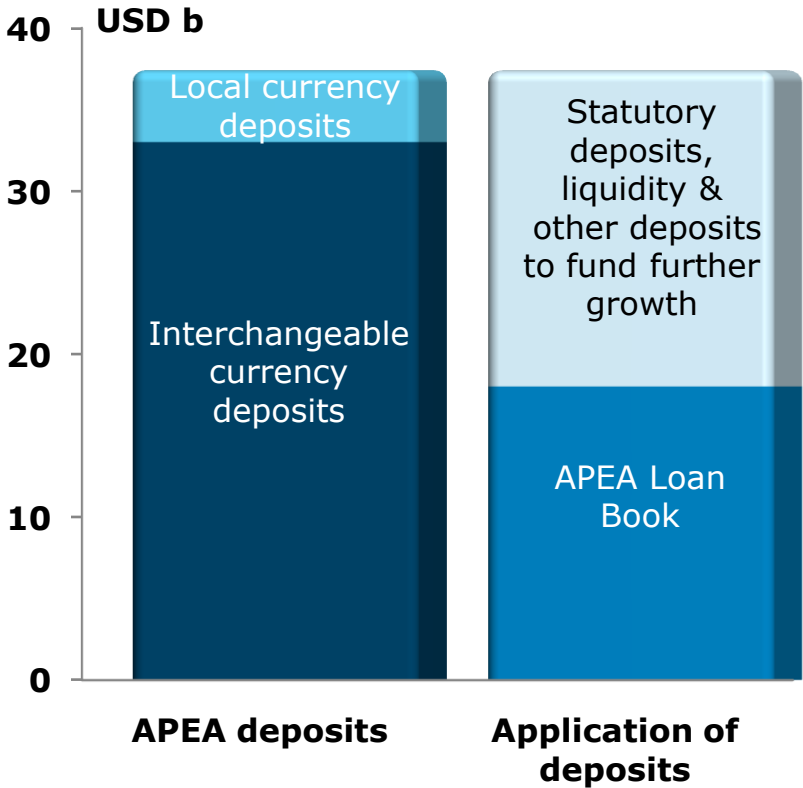 USD b
40
30
20
10
0
Local currency
deposits
Interchangeable
currency
deposits
Statutory
deposits,
liquidity &
other deposits
to fund further
growth
APEA Loan
Book
APEA deposits
Application of
deposits